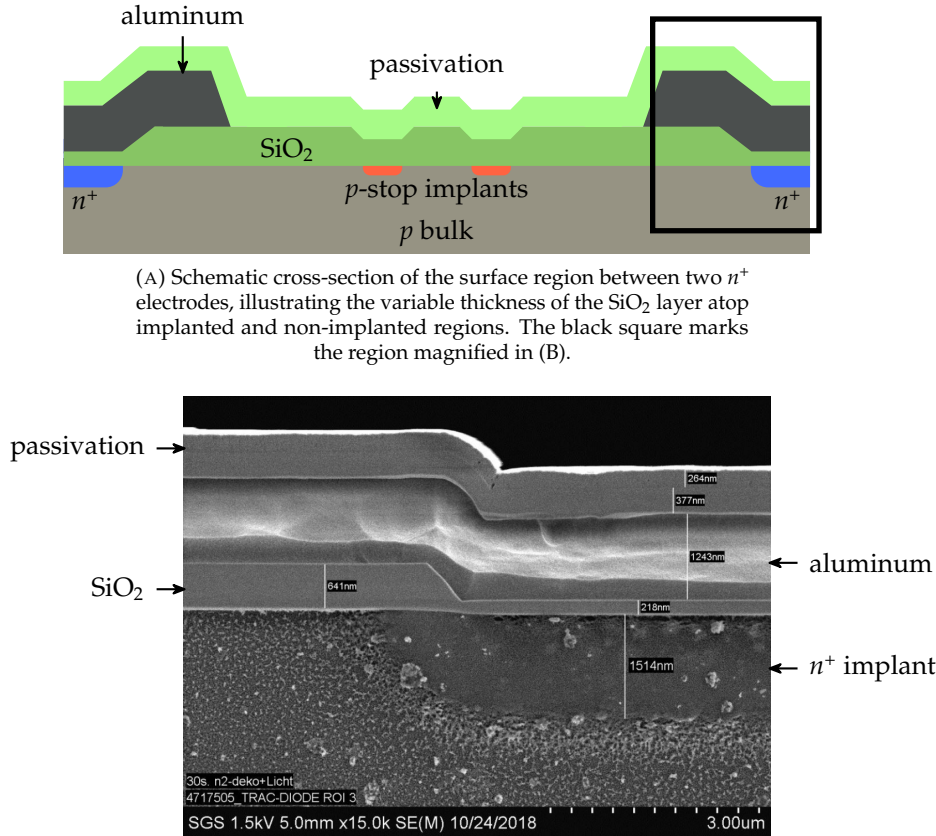 aluminum
passivation
SiO2
p-stop implants
n+
n+
p bulk
(A) Schematic cross-section of the surface region between two n+
electrodes, illustrating the variable thickness of the SiO2 layer atop
implanted and non-implanted regions. The black square marks
the region magnified in (B).
passivation
264nm
377nm
1243nm
aluminum
SiO2
641nm
218nm
1514nm
n+ implant
30s. n2-deko+Licht
4717505_TRAC-DIODE ROI 3
SGS 1.5kV 5.0mm x15.0k SE(M) 10/24/2018
3.00um